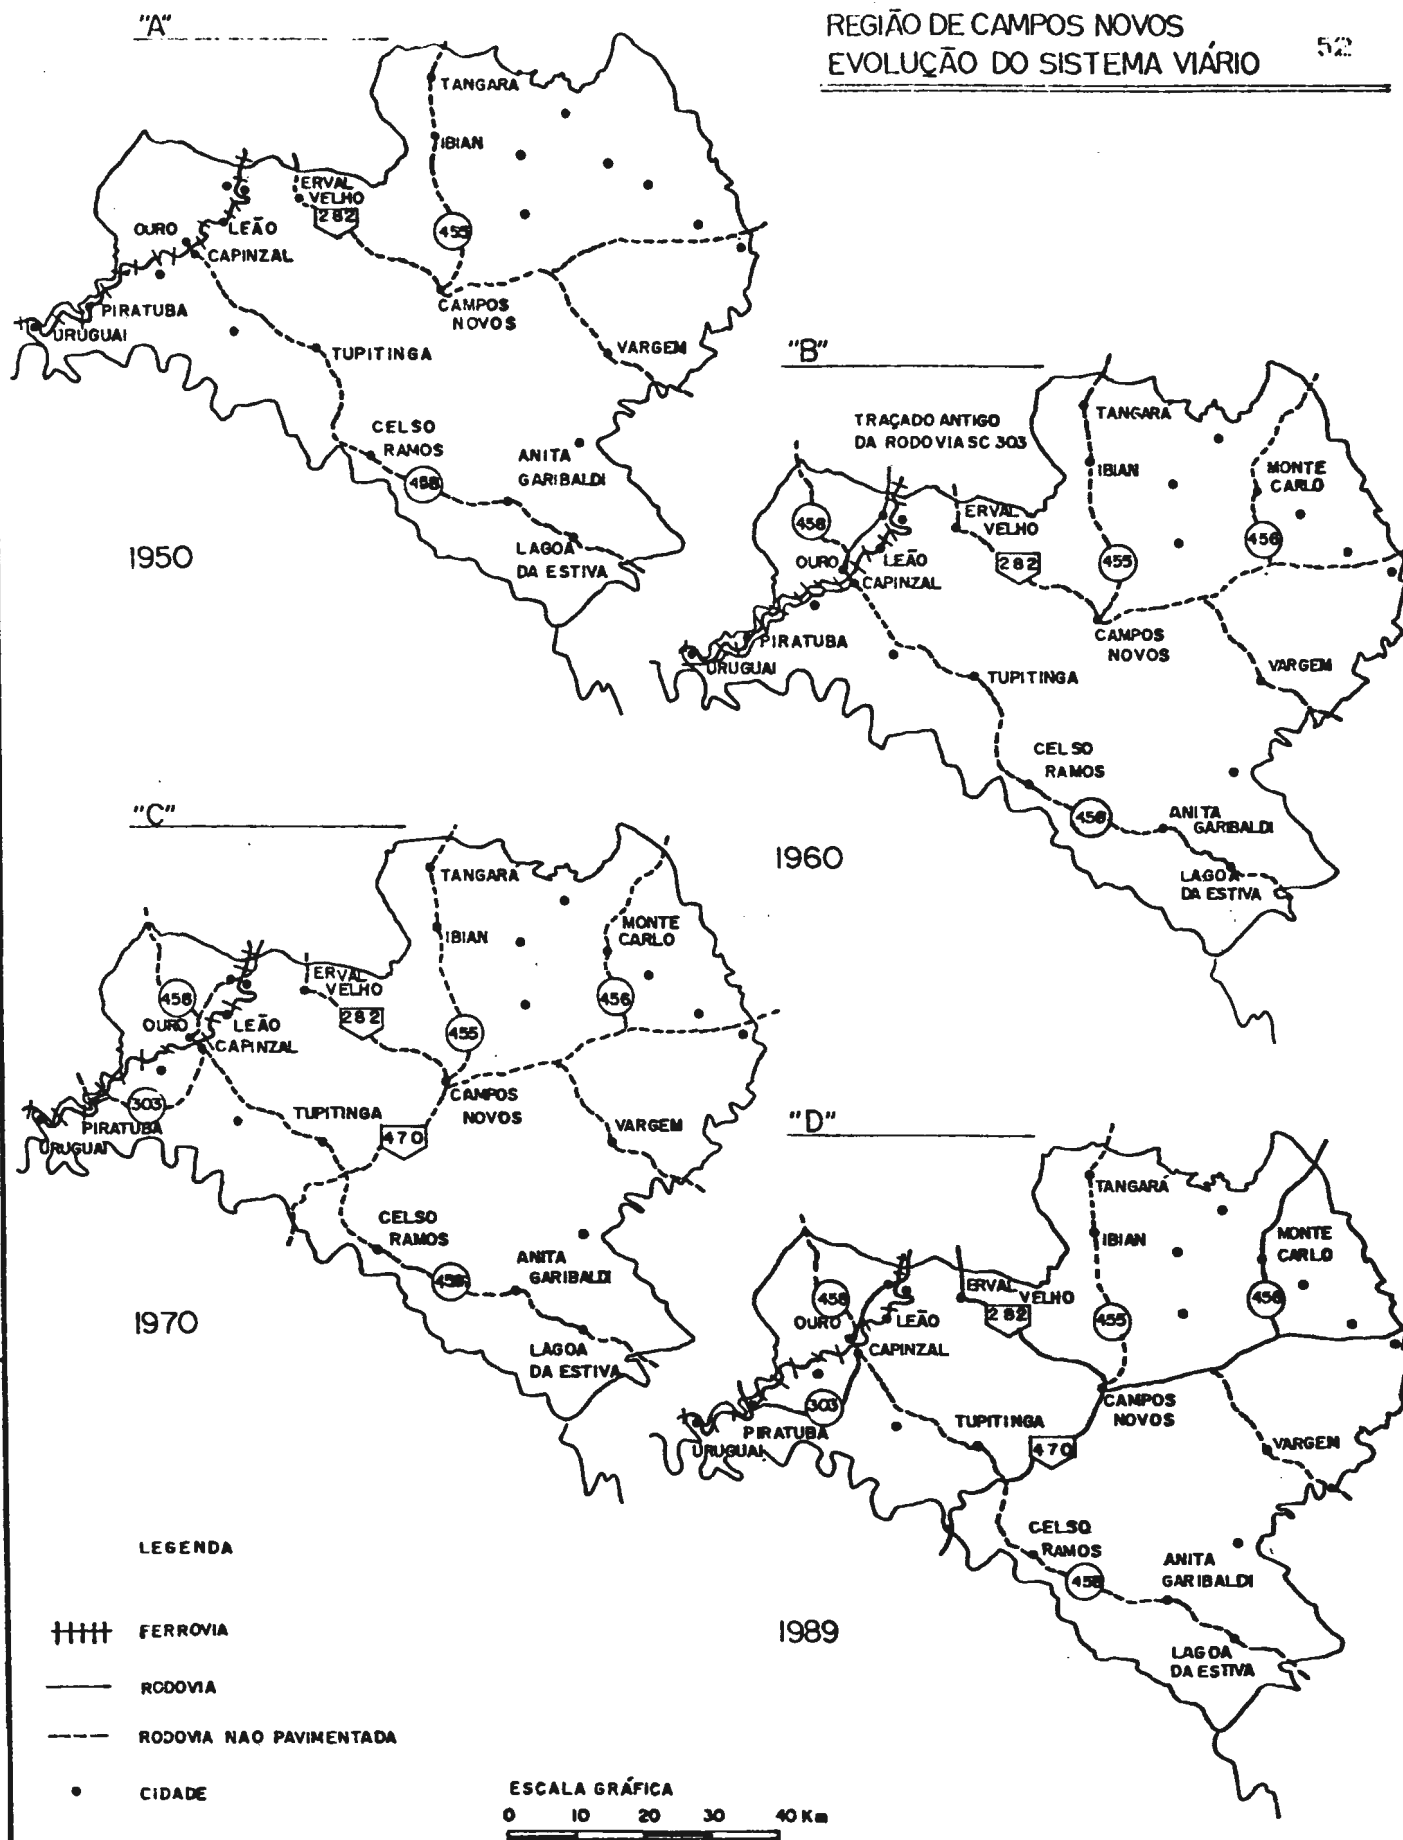 REGIÃO DE CAMPOS NOVOS
EVOLUÇÃO DO SISTEMA VIÁRIO
52
"A"
TANGARA
IBIAN
ERVAL
VELHO
282
OURO
LEÃO
CAPINZAL
455
PIRATUBA
URUGUAI
CAMPOS
NOVOS
TUPITINGA
VARGEM
CELSO
RAMOS
458
ANITA
GARIBALDI
LAGOA
DA ESTIVA
1950
"B"
TRAÇADO ANTIGO
DA RODOVIA SC 303
TANGARÁ
IBIAN
MONTE
CARLO
458
ERVAL
VELHO
456
OURO
LEÃO
CAPINZAL
282
455
PIRATUBA
URUGUAI
CAMPOS
NOVOS
TUPITINGA
VARGEM
CELSO
RAMOS
458
ANITA
GARIBALDI
LAGOA
DA ESTIVA
1960
"C"
TANGARÁ
IBIAN
MONTE
CARLO
ERVAL
VELHO
458
282
456
OURO
LEÃO
CAPINZAL
455
303
CAMPOS
NOVOS
PIRATUBA
URUGUAI
TUPITINGA
470
VARGEM
CELSO
RAMOS
458
ANITA
GARIBALDI
LAGOA
DA ESTIVA
1970
"D"
TANGARÁ
IBIAN
MONTE
CARLO
ERVAL
VELHO
458
282
456
OURO
LEÃO
CAPINZAL
455
303
CAMPOS
NOVOS
PIRATUBA
URUGUAI
TUPITINGA
470
VARGEM
CELSO
RAMOS
458
ANITA
GARIBALDI
LAGOA
DA ESTIVA
1989
LEGENDA
FERROVIA
RODOVIA
RODOVIA NAO PAVIMENTADA
CIDADE
ESCALA GRÁFICA
0 10 20 30 40 Km